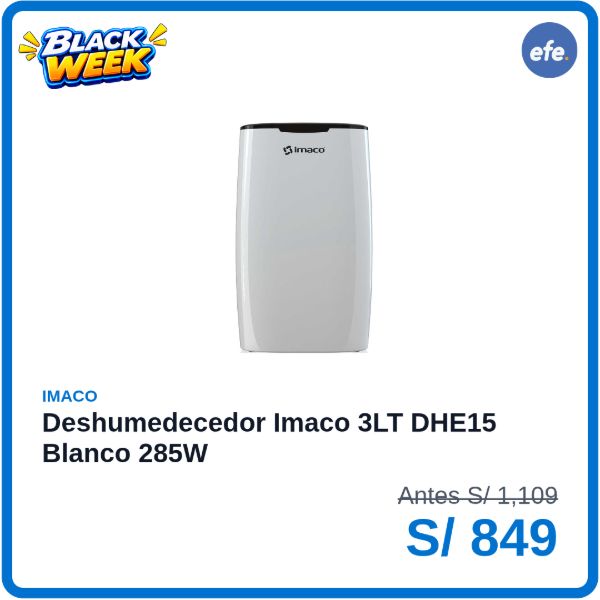 BLACK
WEEK
efe.
imaco
IMACO
Deshumedecedor Imaco 3LT DHE15
Blanco 285W
Antes S/ 1,109
S/ 849